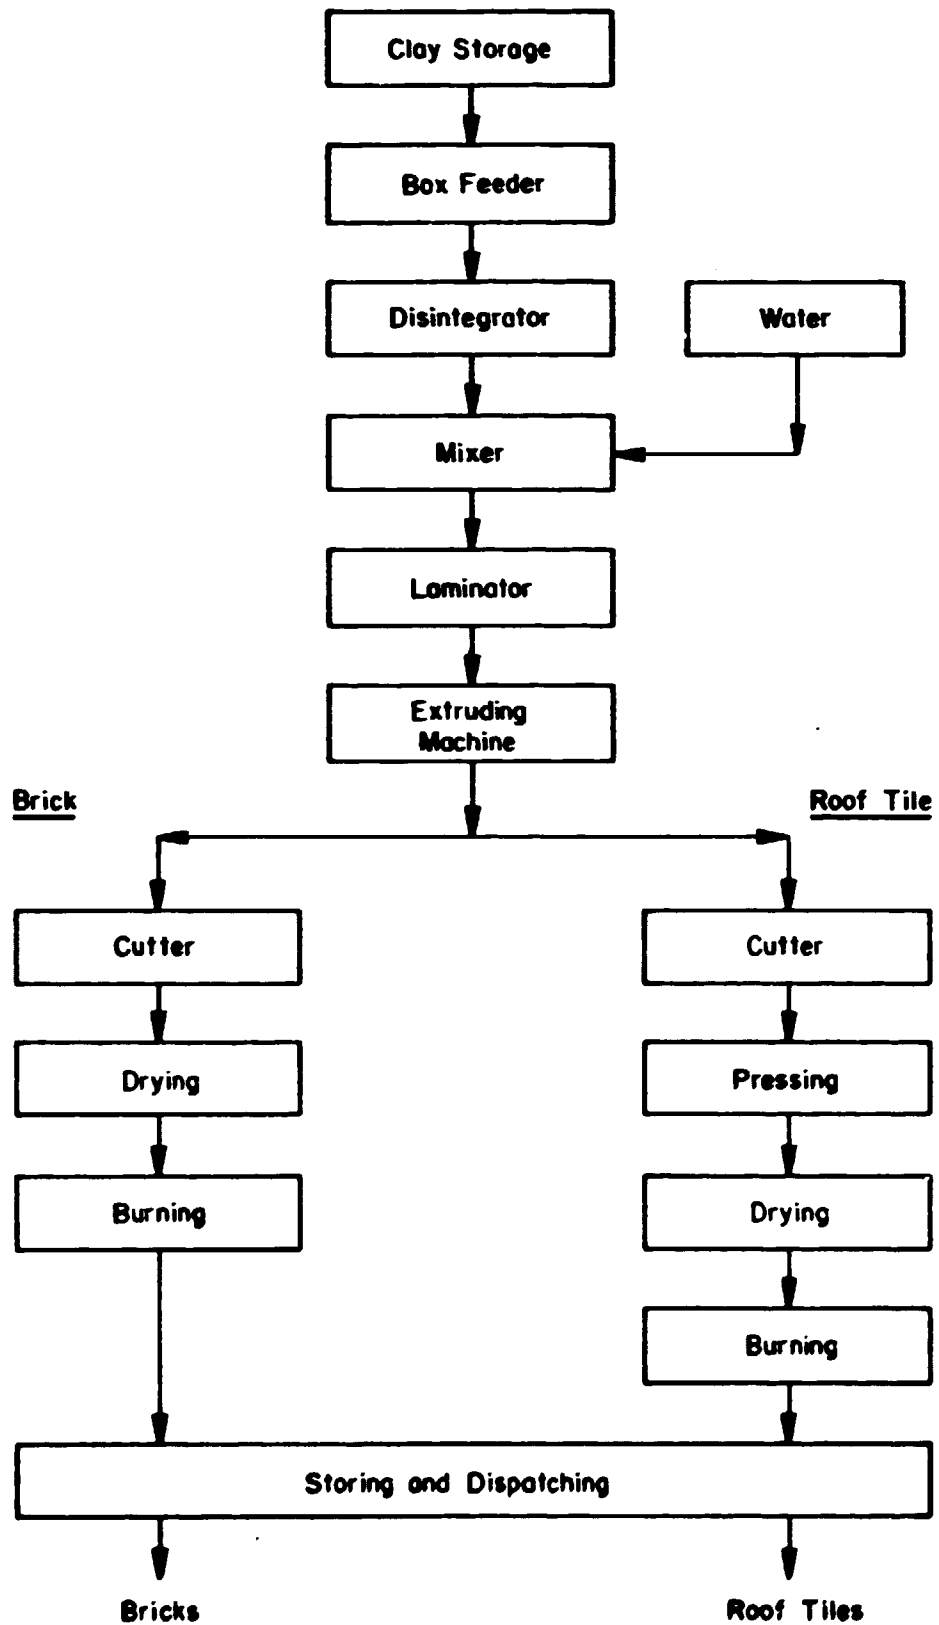 Clay Storage
Box Feeder
Disintegrator
Water
Mixer
Laminator
Extruding
Machine
Brick
Roof Tile
Cutter
Cutter
Drying
Pressing
Burning
Drying
Burning
Storing and Dispatching
Bricks
Roof Tiles